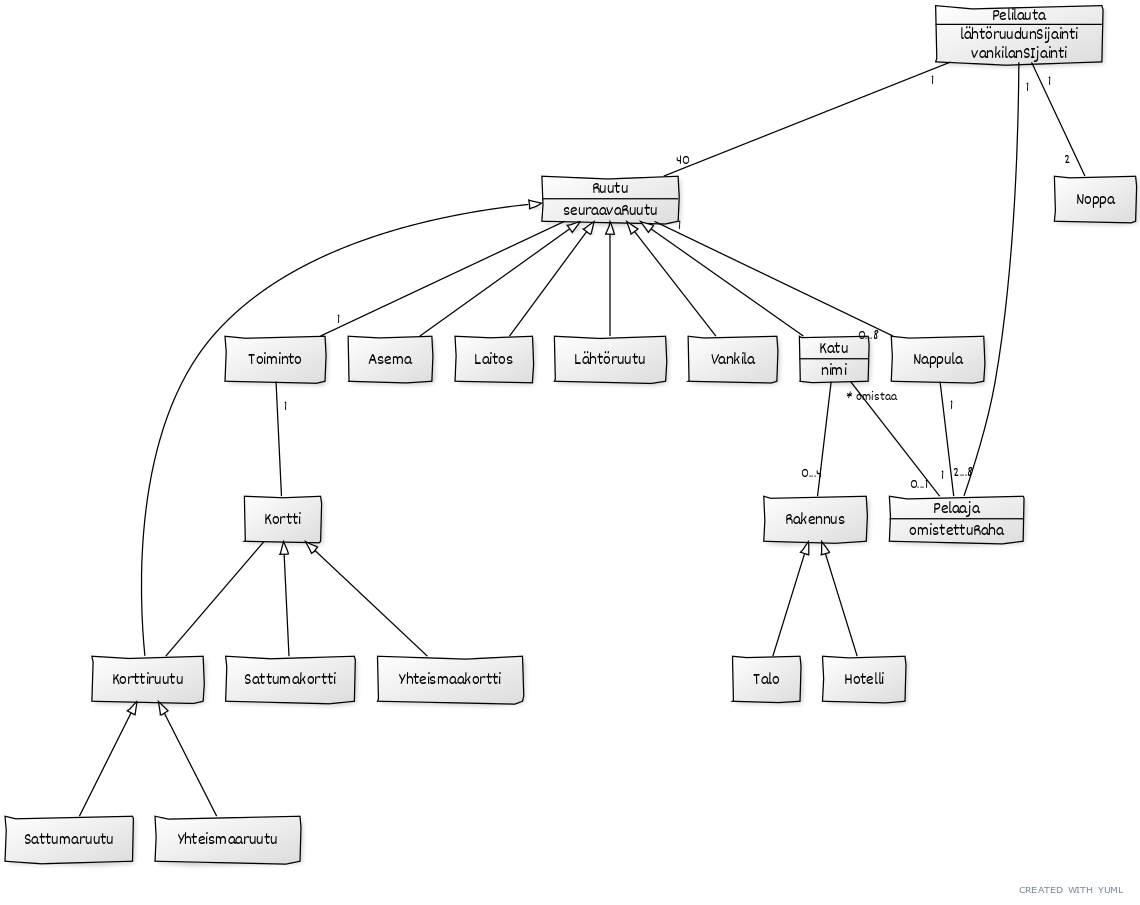 Pelilauta
lähtöruudunSijainti
vankilanSIjainti
1
1
1
40
2
Noppa
Ruutu
seuraavaRuutu
1
1
0...8
Toiminto
Asema
Laitos
Lähtöruutu
Vankila
Katu
nimi
Nappula
1
* omistaa
1
0...4
0...1
1
2...8
Kortti
Rakennus
Pelaaja
omistettuRaha
Korttiruutu
Sattumakortti
Yhteismaakortti
Talo
Hotelli
Sattumaruutu
Yhteismaaruutu
CREATED WITH YUML